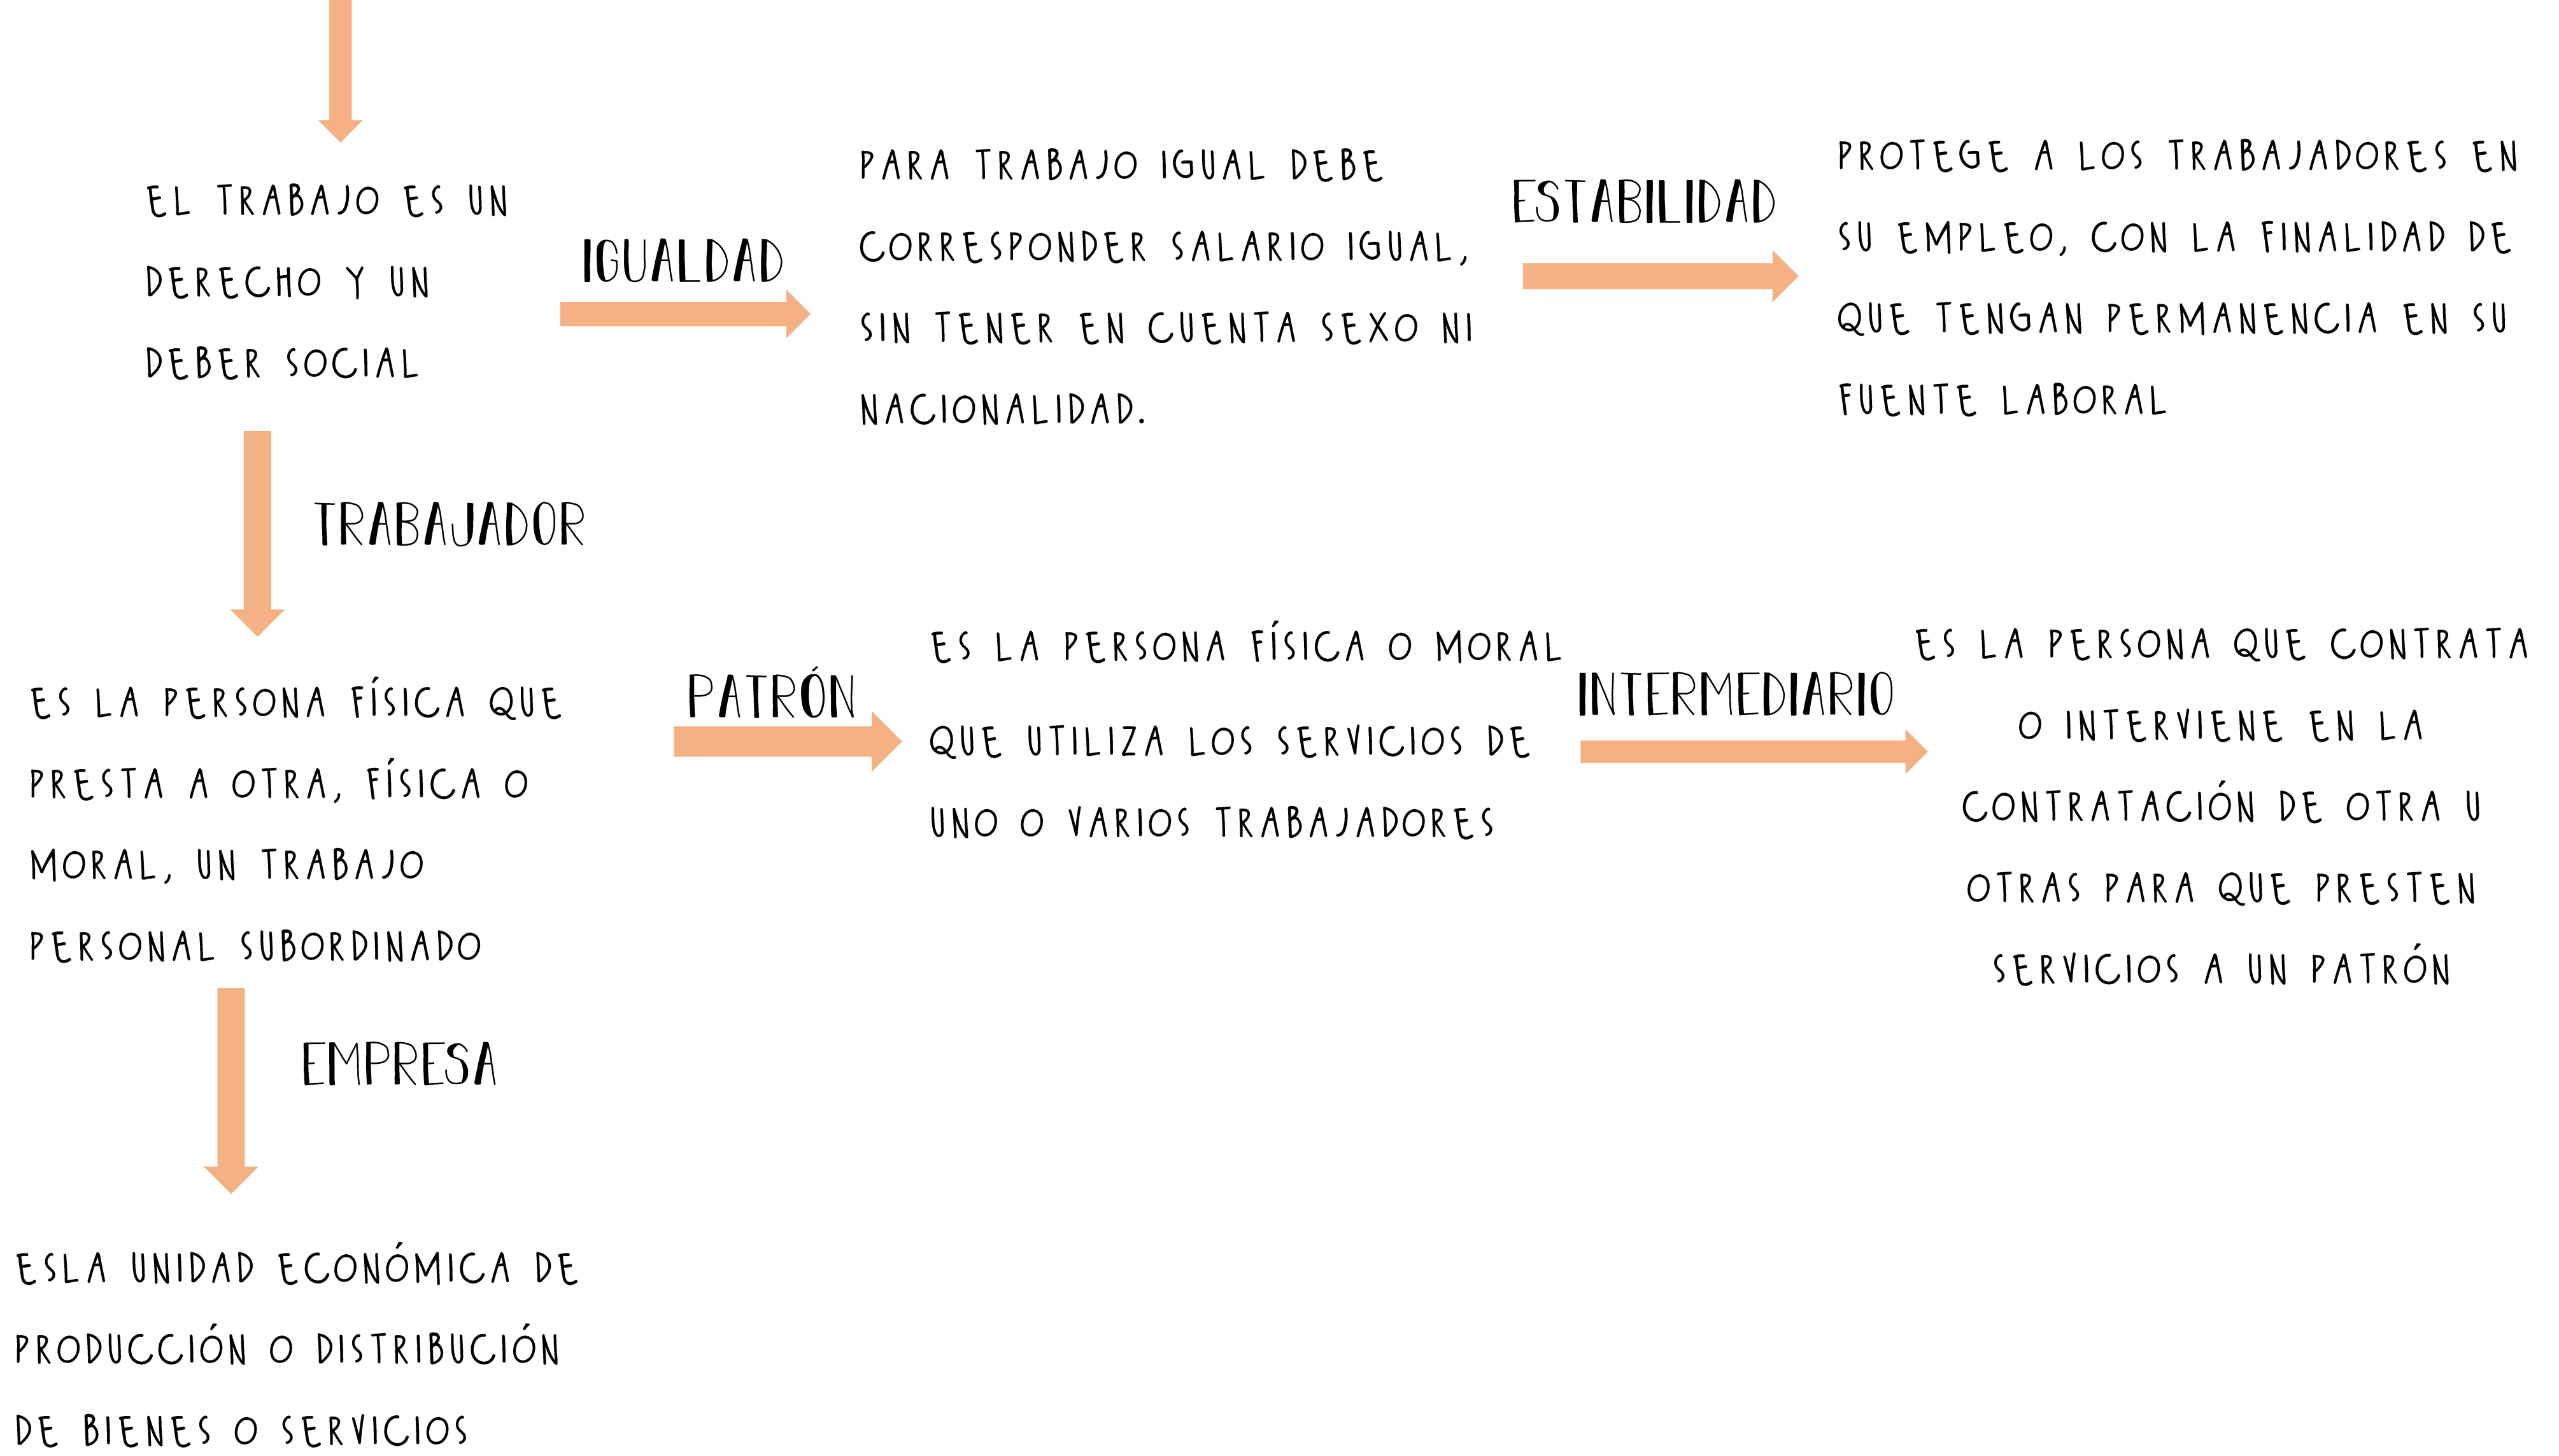 EL TRABAJO ES UN
DERECHO Y UN
DEBER SOCIAL
IGUALDAD
PARA TRABAJO IGUAL DEBE
CORRESPONDER SALARIO IGUAL,
SIN TENER EN CUENTA SEXO NI
NACIONALIDAD.
ESTABILIDAD
PROTEGE A LOS TRABAJADORES EN
SU EMPLEO, CON LA FINALIDAD DE
QUE TENGAN PERMANENCIA EN SU
FUENTE LABORAL
TRABAJADOR
ES LA PERSONA FÍSICA QUE
PRESTA A OTRA, FÍSICA O
MORAL, UN TRABAJO
PERSONAL SUBORDINADO
PATRÓN
ES LA PERSONA FÍSICA O MORAL
QUE UTILIZA LOS SERVICIOS DE
UNO O VARIOS TRABAJADORES
INTERMEDIARIO
ES LA PERSONA QUE CONTRATA
O INTERVIENE EN LA
CONTRATACIÓN DE OTRA U
OTRAS PARA QUE PRESTEN
SERVICIOS A UN PATRÓN
EMPRESA
ESLA UNIDAD ECONÓMICA DE
PRODUCCIÓN O DISTRIBUCIÓN
DE BIENES O SERVICIOS